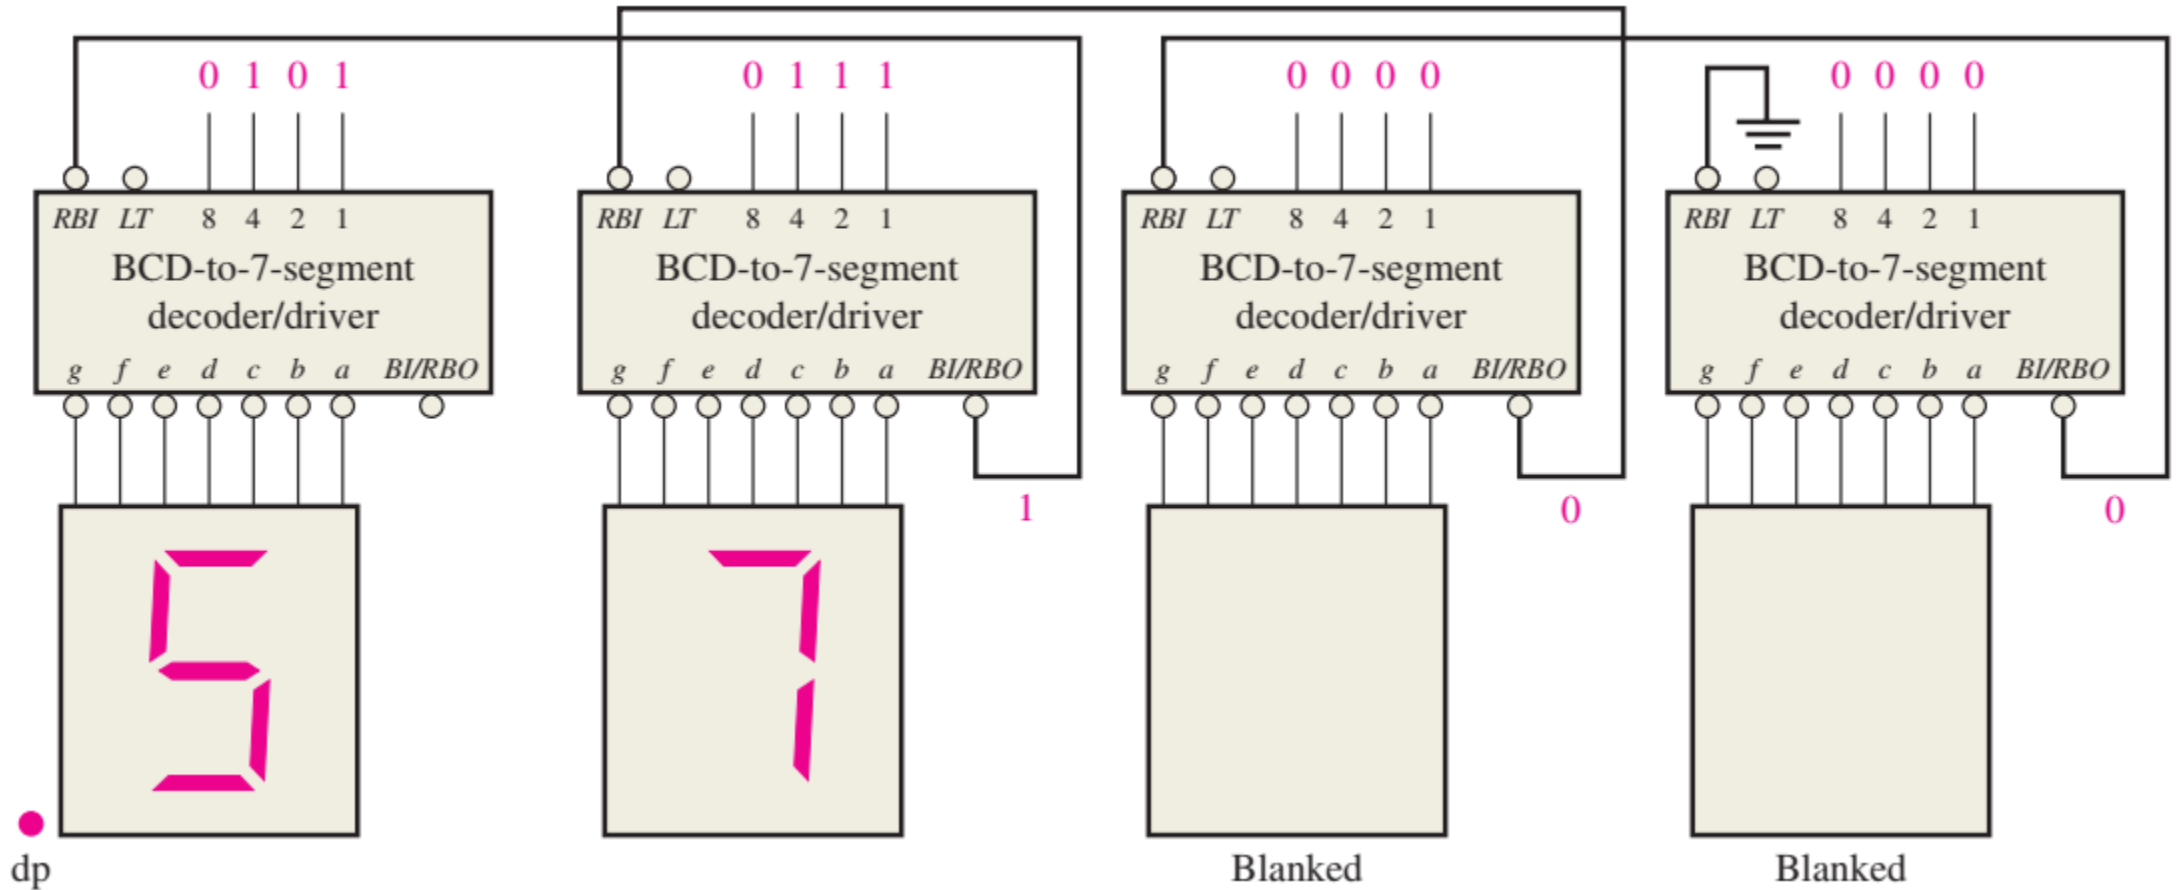 0 1 0 1
0 1 1 1
0 0 0 0
0 0 0 0
RBI LT 8 4 2 1
RBI LT 8 4 2 1
RBI LT 8 4 2 1
RBI LT 8 4 2 1
BCD-to-7-segment
decoder/driver
BCD-to-7-segment
decoder/driver
BCD-to-7-segment
decoder/driver
BCD-to-7-segment
decoder/driver
g f e d c b a BI/RBO
g f e d c b a BI/RBO
g f e d c b a BI/RBO
g f e d c b a BI/RBO
1
0
0
5
7
dp
Blanked
Blanked